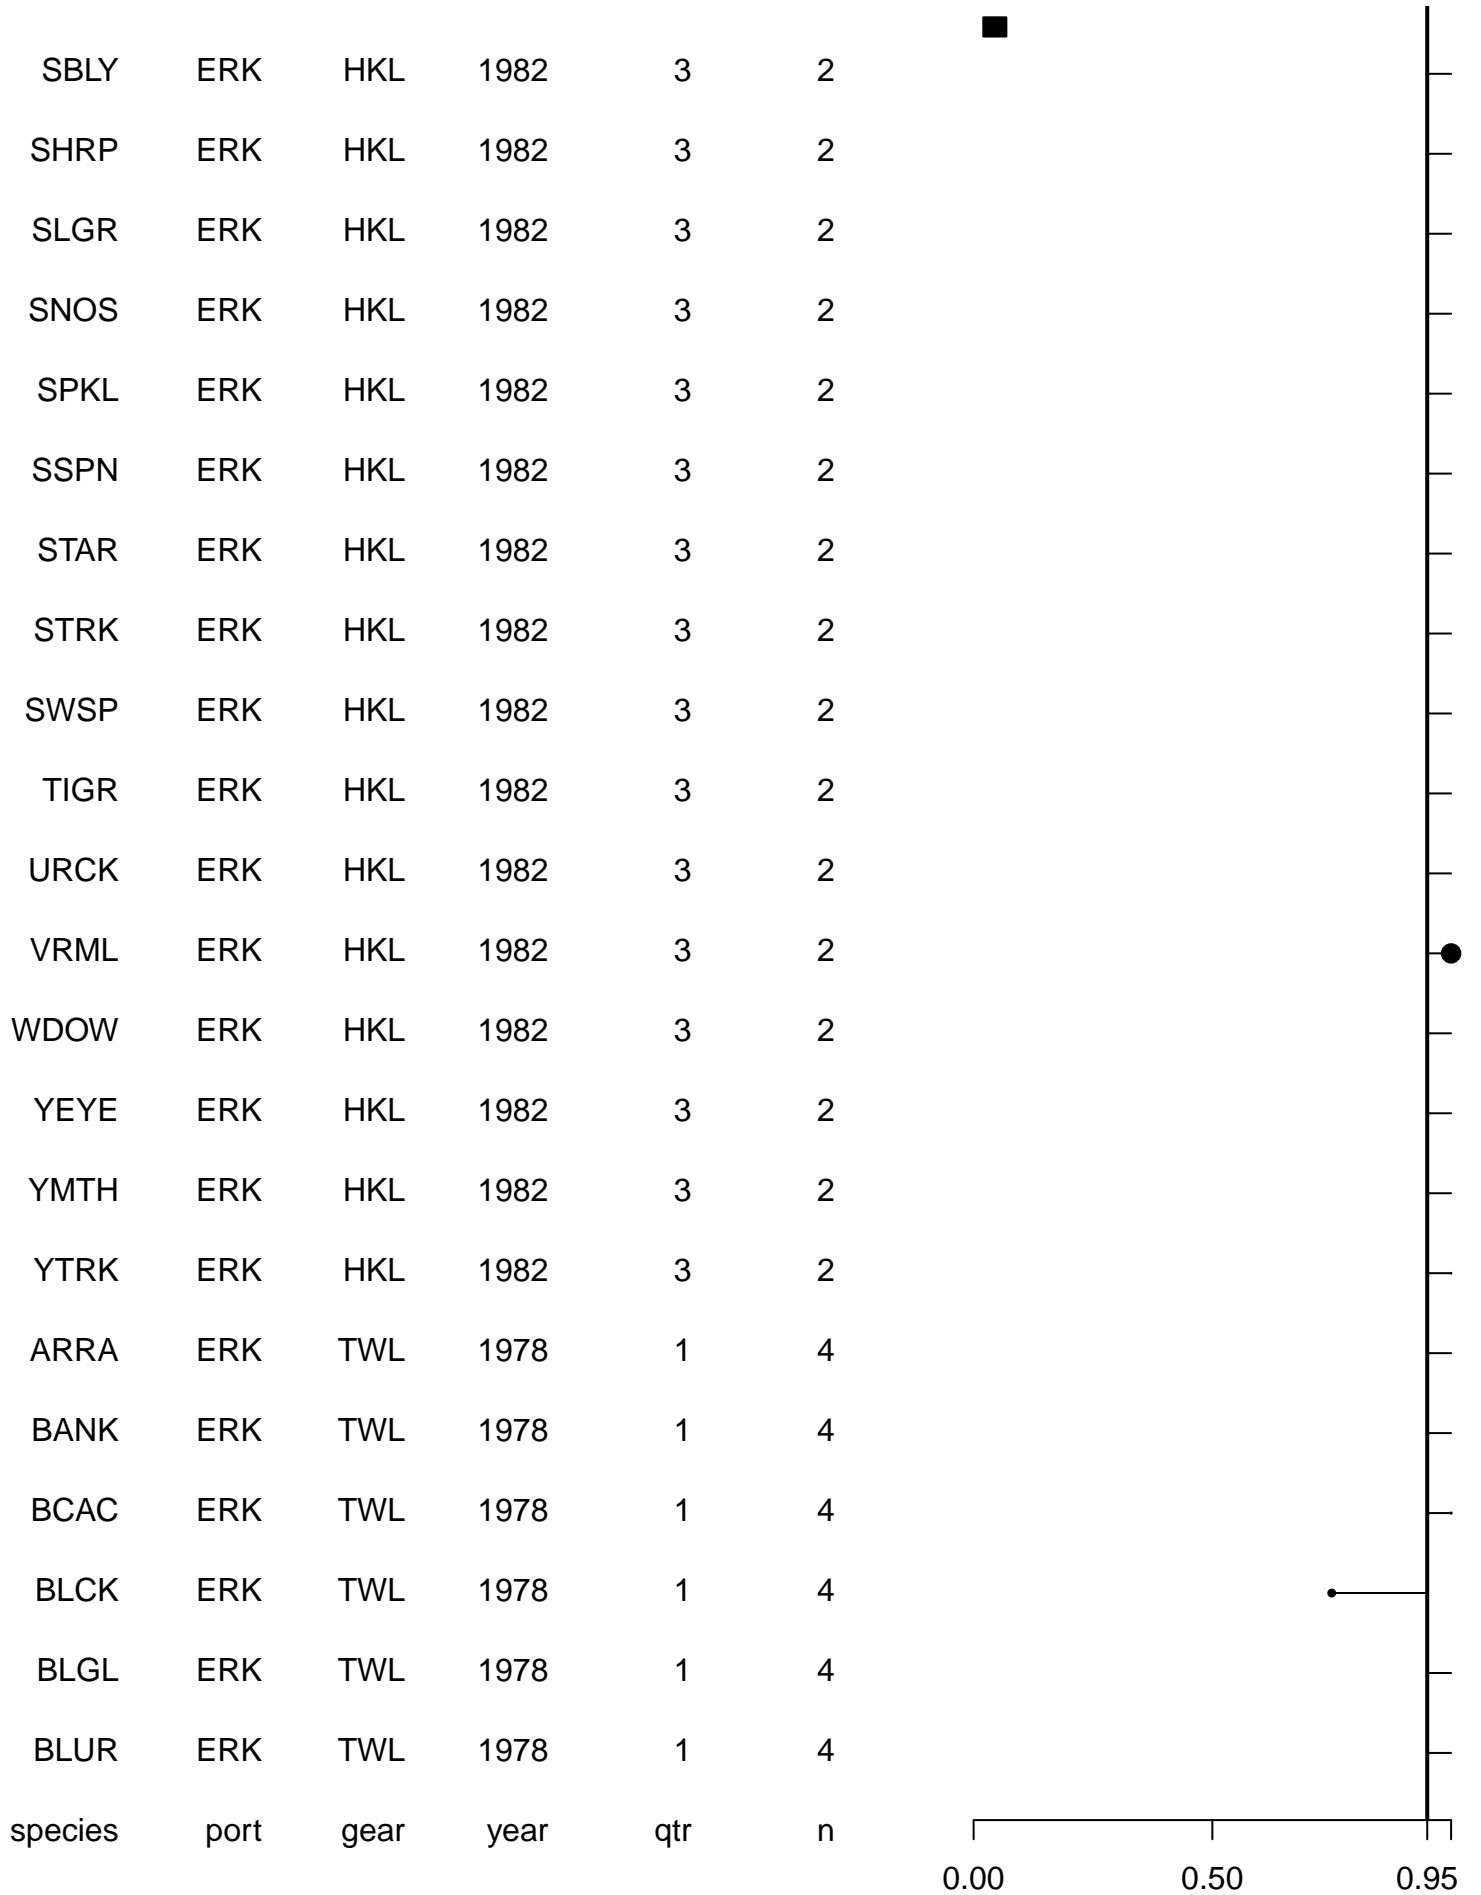 SBLY ERK HKL 1982 3 2
SHRP ERK HKL 1982 3 2
SLGR ERK HKL 1982 3 2
SNOS ERK HKL 1982 3 2
SPKL ERK HKL 1982 3 2
SSPN ERK HKL 1982 3 2
STAR ERK HKL 1982 3 2
STRK ERK HKL 1982 3 2
SWSP ERK HKL 1982 3 2
TIGR ERK HKL 1982 3 2
URCK ERK HKL 1982 3 2
VRML ERK HKL 1982 3 2
WDOW ERK HKL 1982 3 2
YEYE ERK HKL 1982 3 2
YMTH ERK HKL 1982 3 2
YTRK ERK HKL 1982 3 2
ARRA ERK TWL 1978 1 4
BANK ERK TWL 1978 1 4
BCAC ERK TWL 1978 1 4
BLCK ERK TWL 1978 1 4
BLGL ERK TWL 1978 1 4
BLUR ERK TWL 1978 1 4
species port gear year qtr n
0.00 0.50 0.95